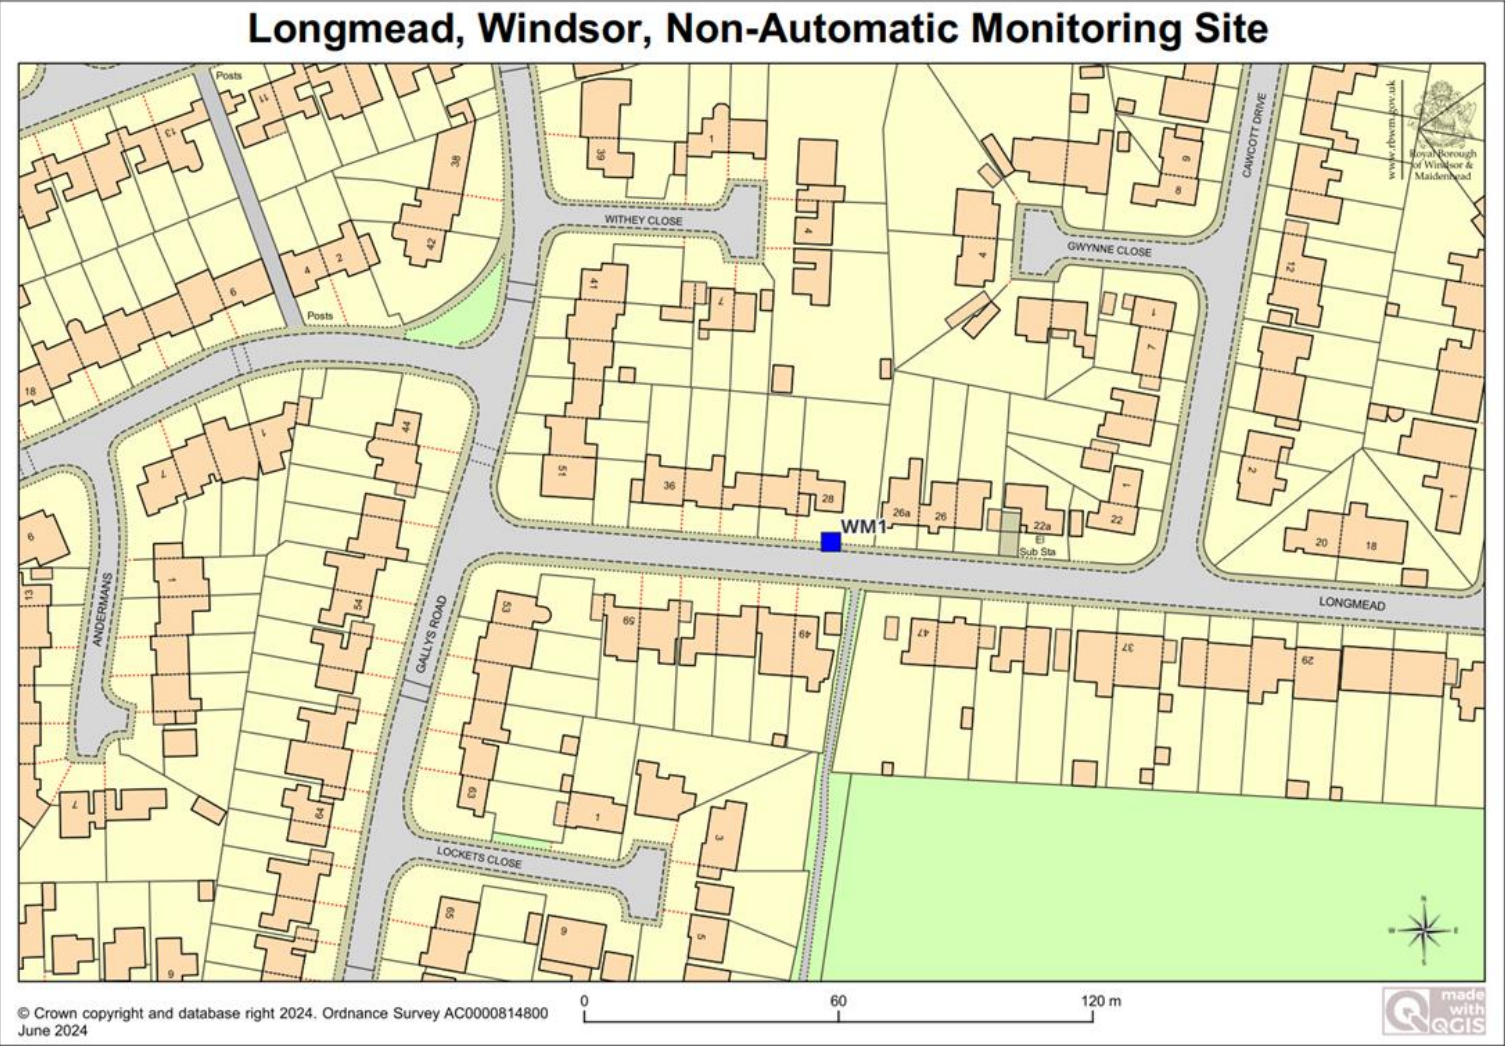 Longmead, Windsor, Non-Automatic Monitoring Site
Posts
11
13
38
39
1
WITHEY CLOSE
4
42
CAWCOTT DRIVE
www.rbwm.gov.uk
Royal Borough
of Windsor &
Maidenhead
6
8
GWYNNE CLOSE
4
12
2
4
6
Posts
18
41
7
1
7
44
1
7
51
36
28
26a
26
22a
El
Sub Sta
1
22
2
1
20
18
WM1
6
13
ANDERMANS
1
54
GALLYS ROAD
53
59
49
47
37
29
LONGMEAD
63
64
7
1
3
LOCKETS CLOSE
65
6
5
9
N
W
E
S
© Crown copyright and database right 2024. Ordnance Survey AC0000814800
June 2024
0
60
120 m
made
with
QGIS